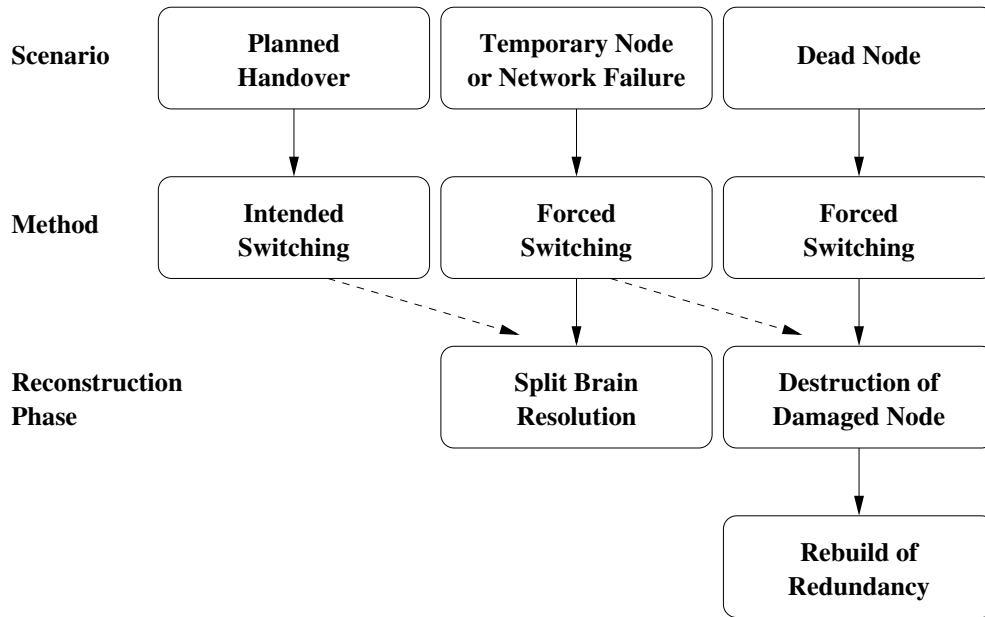 Scenario
Planned
Handover
Temporary Node
or Network Failure
Dead Node
Method
Intended
Switching
Forced
Switching
Forced
Switching
Reconstruction
Phase
Split Brain
Resolution
Destruction of
Damaged Node
Rebuild of
Redundancy